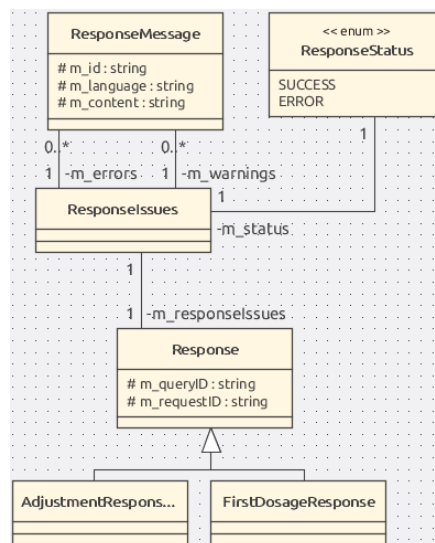 ResponseMessage
# m_id : string
# m_language : string
# m_content : string
<< enum >>
ResponseStatus
SUCCESS
ERROR
0..*
0..*
1
1 -m_errors
1 -m_warnings
ResponseIssues
1
-m_status
1
1 -m_responseIssues
Response
# m_queryID : string
# m_requestID : string
AdjustmentRespons...
FirstDosageResponse